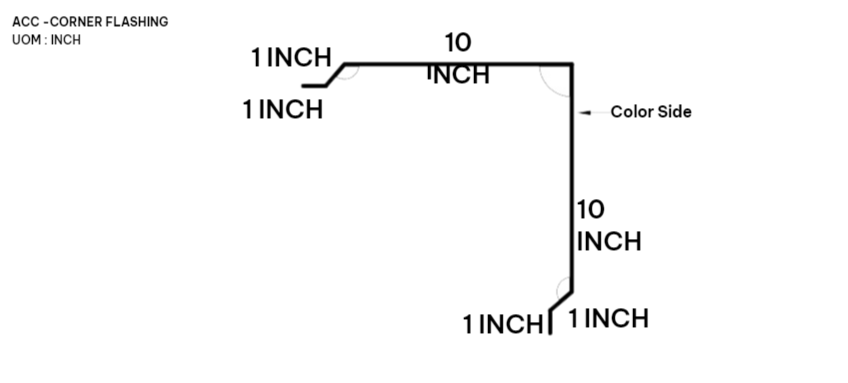 ACC -CORNER FLASHING
UOM : INCH
1 INCH
10
INCH
1 INCH
Color Side
10
INCH
1 INCH
1 INCH